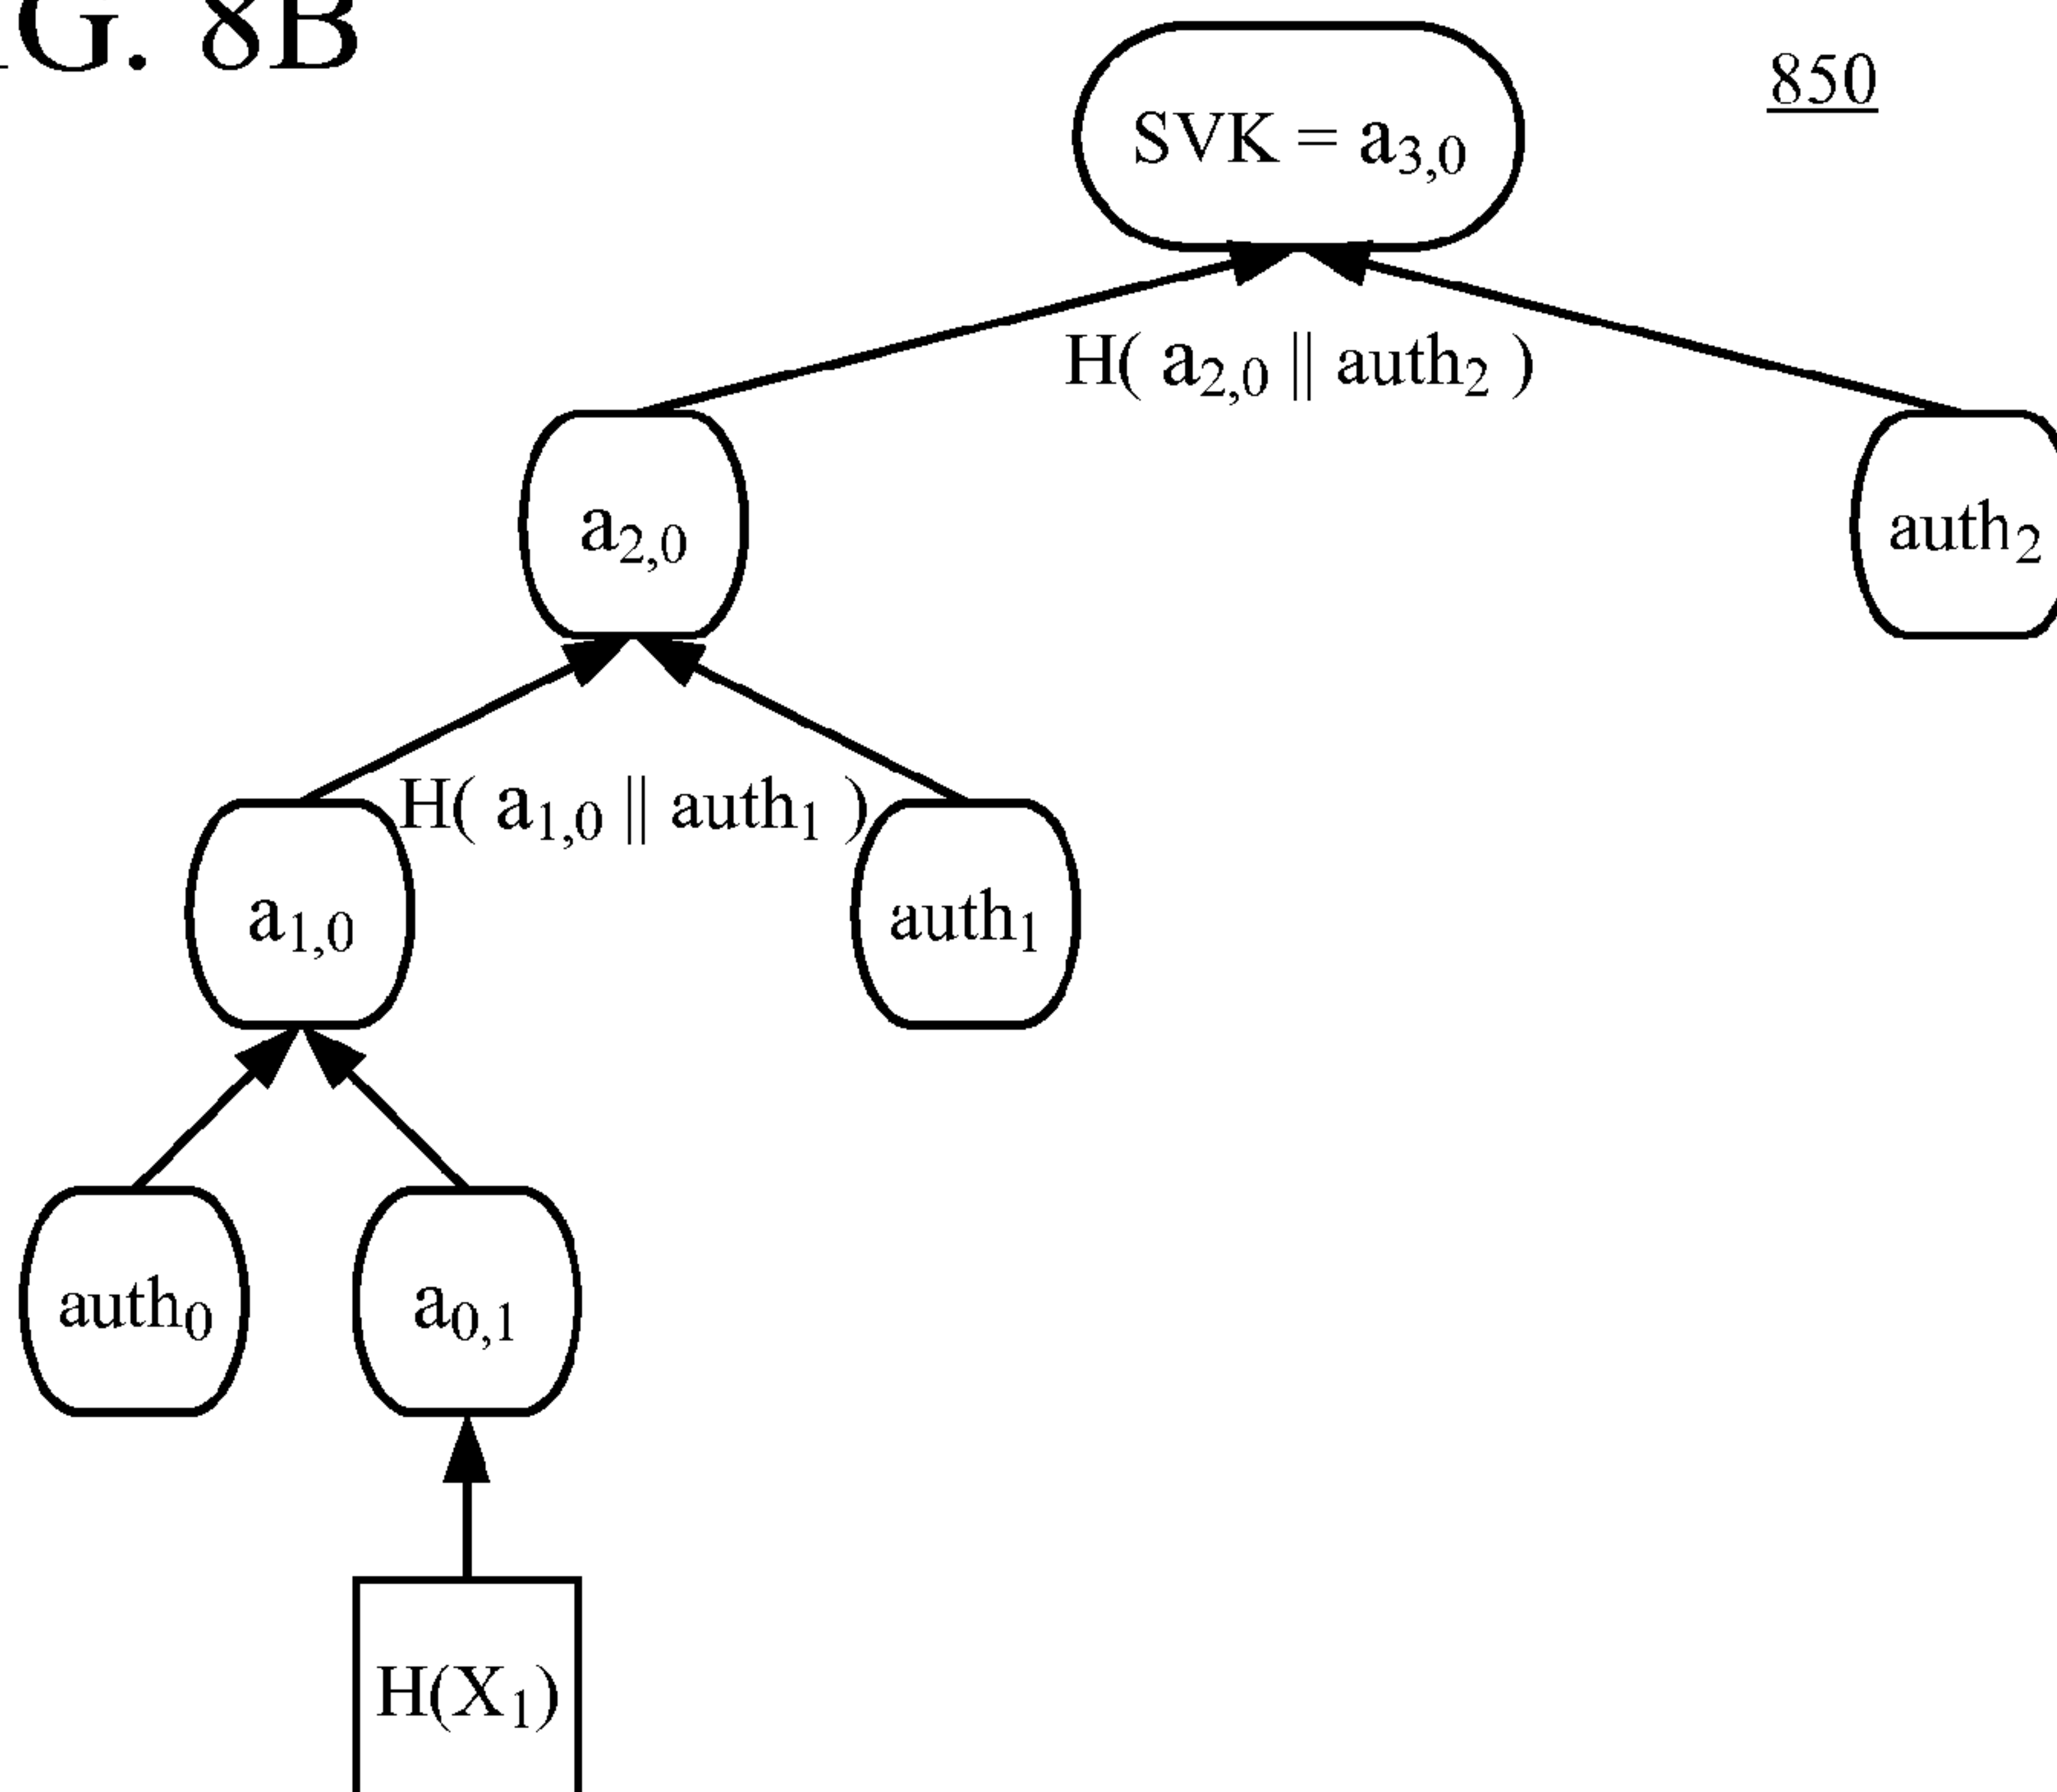 G. 8B
850
SVK = a3,0
H( a2,0 || auth2 )
a2,0
auth2
H( a1,0 || auth1 )
a1,0
auth1
auth0
a0,1
H(X1)